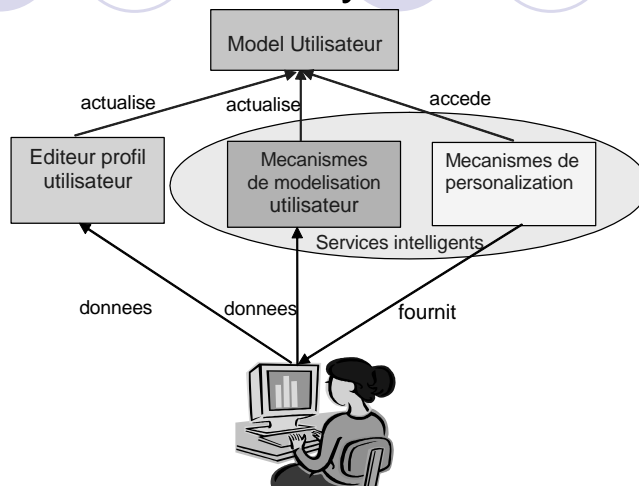 Model Utilisateur
actualise
actualise
accede
Editeur profil
utilisateur
Mecanismes
de modelisation
utilisateur
Mecanismes de
personalization
Services intelligents
donnees
donnees
fournit